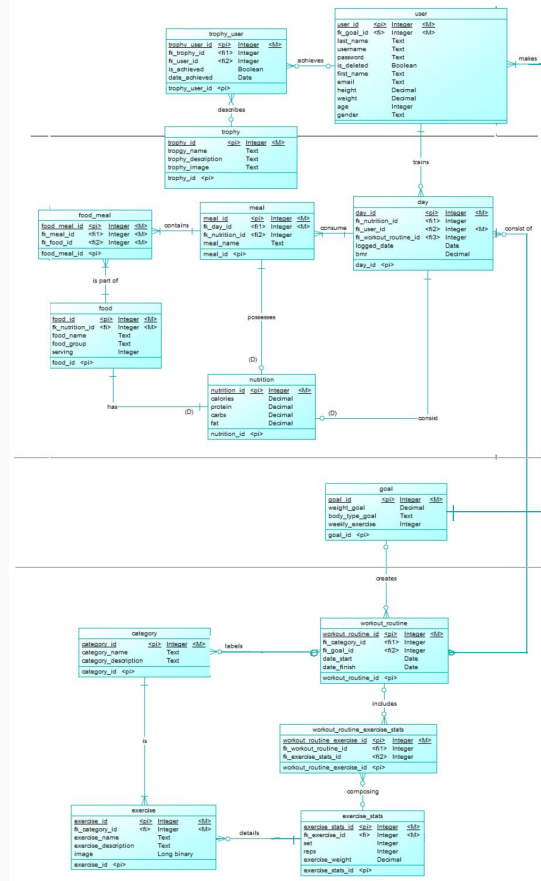 user
user_id <pi> Integer <M>
fk_goal_id <fi> Integer <M>
last_name Text
username Text
password Text
is_deleted Boolean
first_name Text
email Text
height Decimal
weight Decimal
age Integer
gender Text
trophy_user
trophy_user_id <pi> Integer <M>
fk_trophy_id <fi1> Integer
fk_user_id <fi2> Integer
is_achieved Boolean
date_achieved Date
trophy_user_id <pi>
achieves
makes
describes
trophy
trophy_id <pi> Integer <M>
tropgy_name Text
trophy_description Text
trophy_image Text
trophy_id <pi>
trains
food_meal
food_meal_id <pi> Integer <M>
fk_meal_id <fi1> Integer <M>
fk_food_id <fi2> Integer <M>
food_meal_id <pi>
contains
meal
meal_id <pi> Integer <M>
fk_day_id <fi1> Integer <M>
fk_nutrition_id <fi2> Integer
meal_name Text
meal_id <pi>
consume
day
day_id <pi> Integer <M>
fk_nutrition_id <fi1> Integer
fk_user_id <fi2> Integer <M>
fk_workout_routine_id <fi3> Integer
logged_date Date
bmr Decimal
day_id <pi>
consist of
is part of
food
food_id <pi> Integer <M>
fk_nutrition_id <fi> Integer <M>
food_name Text
food_group Text
serving Integer
food_id <pi>
possesses
(D)
nutrition
nutrition_id <pi> Integer <M>
calories Decimal
protein Decimal
carbs Decimal
fat Decimal
nutrition_id <pi>
has
(D)
(D)
consist
goal
goal_id <pi> Integer <M>
weight_goal Decimal
body_type_goal Text
weekly_exercise Integer
goal_id <pi>
creates
category
category_id <pi> Integer <M>
category_name Text
category_description Text
category_id <pi>
labels
workout_routine
workout_routine_id <pi> Integer <M>
fk_category_id <fi1> Integer
fk_goal_id <fi2> Integer
date_start Date
date_finish Date
workout_routine_id <pi>
includes
workout_routine_exercise_stats
workout_routine_exercise_id <pi> Integer <M>
fk_workout_routine_id <fi1> Integer
fk_exercise_stats_id <fi2> Integer
workout_routine_exercise_id <pi>
is
composing
exercise
exercise_id <pi> Integer <M>
fk_category_id <fi> Integer <M>
exercise_name Text
exercise_description Text
image Long binary
exercise_id <pi>
details
exercise_stats
exercise_stats_id <pi> Integer <M>
fk_exercise_id <fi> Integer <M>
set Integer
reps Integer
exercise_weight Decimal
exercise_stats_id <pi>